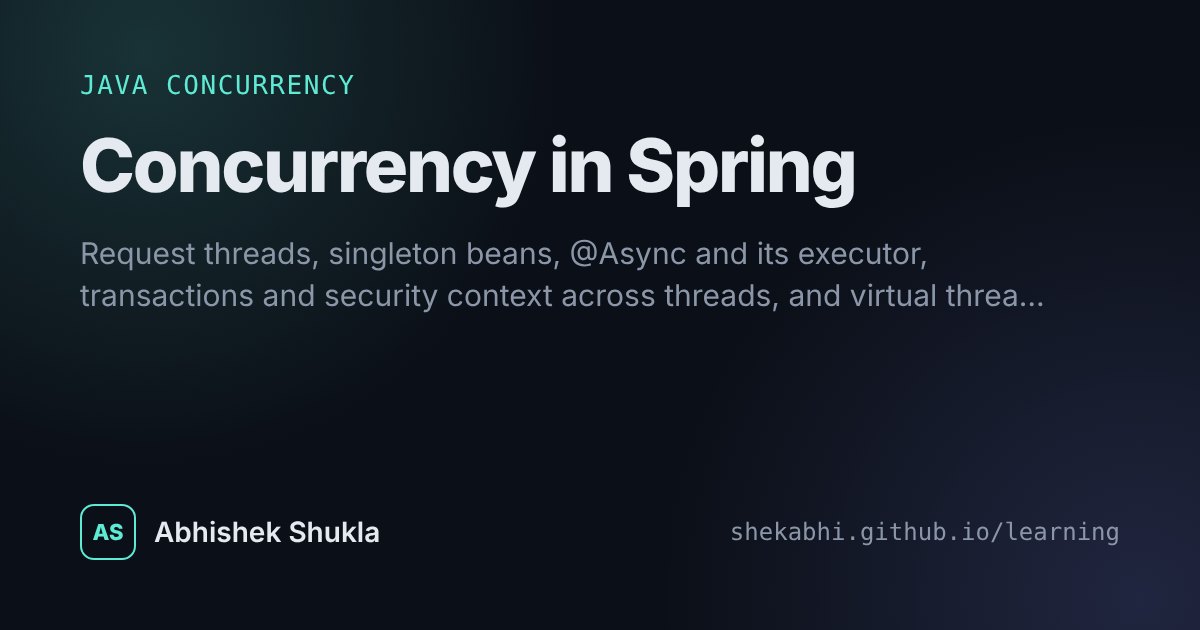 JAVA CONCURRENCY
Concurrency in Spring
Request threads, singleton beans, @Async and its executor,
transactions and security context across threads, and virtual threa...
AS
Abhishek Shukla
shekabhi.github.io/learning